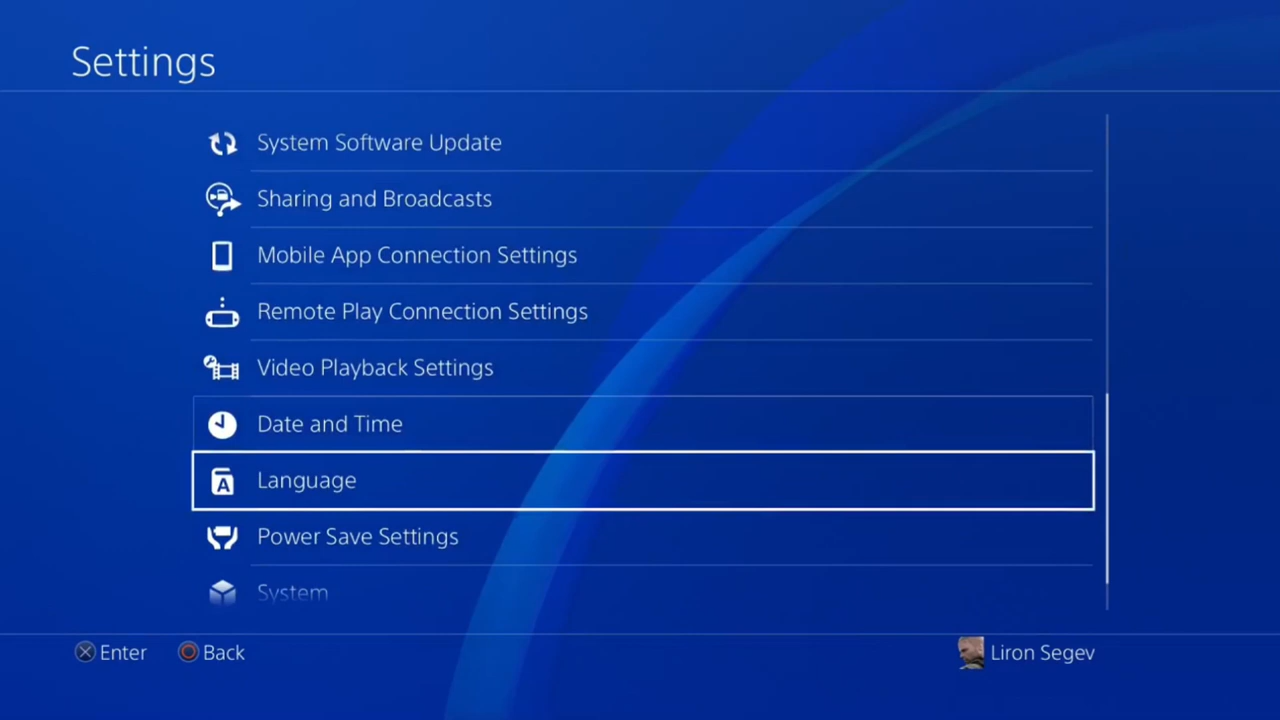 Settings
System Software Update
Sharing and Broadcasts
Mobile App Connection Settings
Remote Play Connection Settings
Video Playback Settings
Date and Time
A Language
Power Save Settings
System
Enter Back Liron Segev